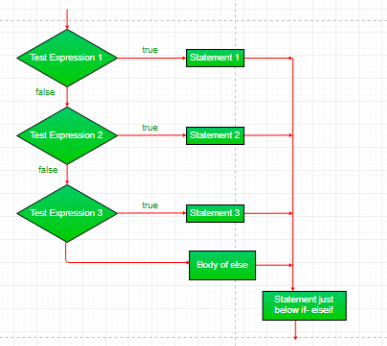 Test Expression 1
true
Statement 1
false
Test Expression 2
true
Statement 2
false
Test Expression 3
true
Statement 3
Body of else
Statement just
below if- elseif